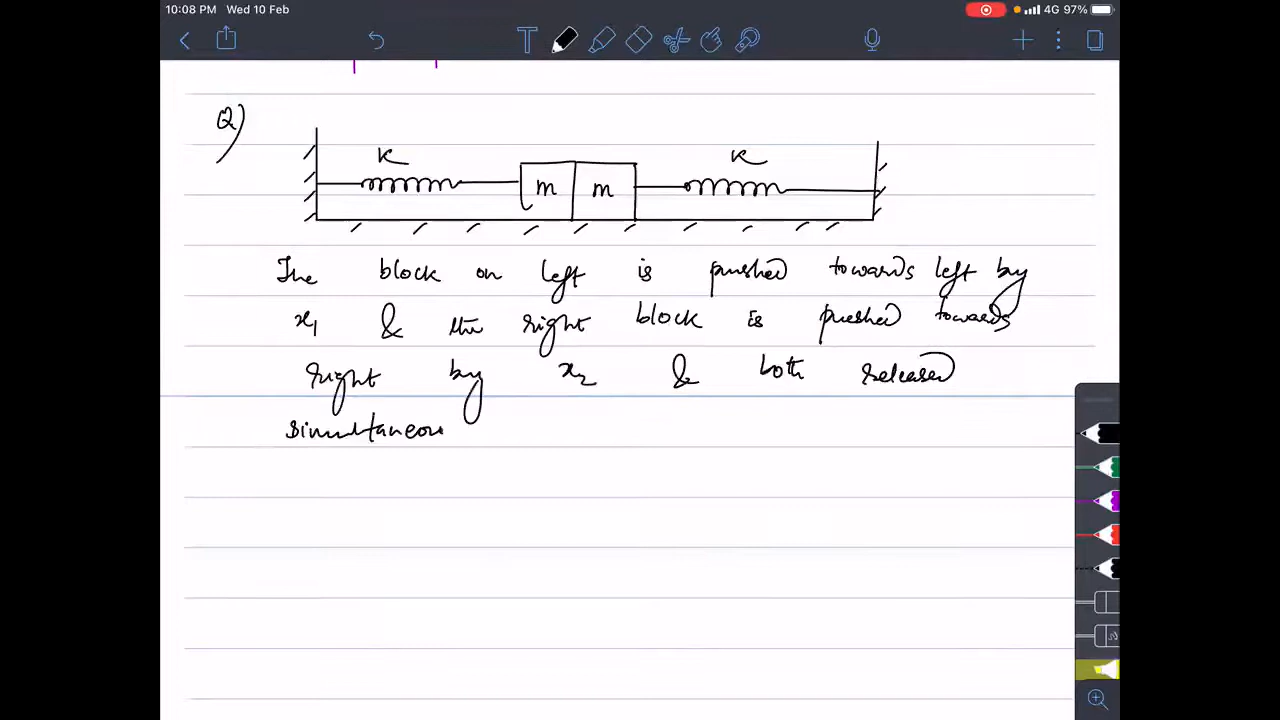 10:08 PM Wed 10 Feb
4G 97%
Q)
K K
m m
The block on left is pushed towards left by
x1 & the right block is pushed towards
right by x2 & both released
simultaneou